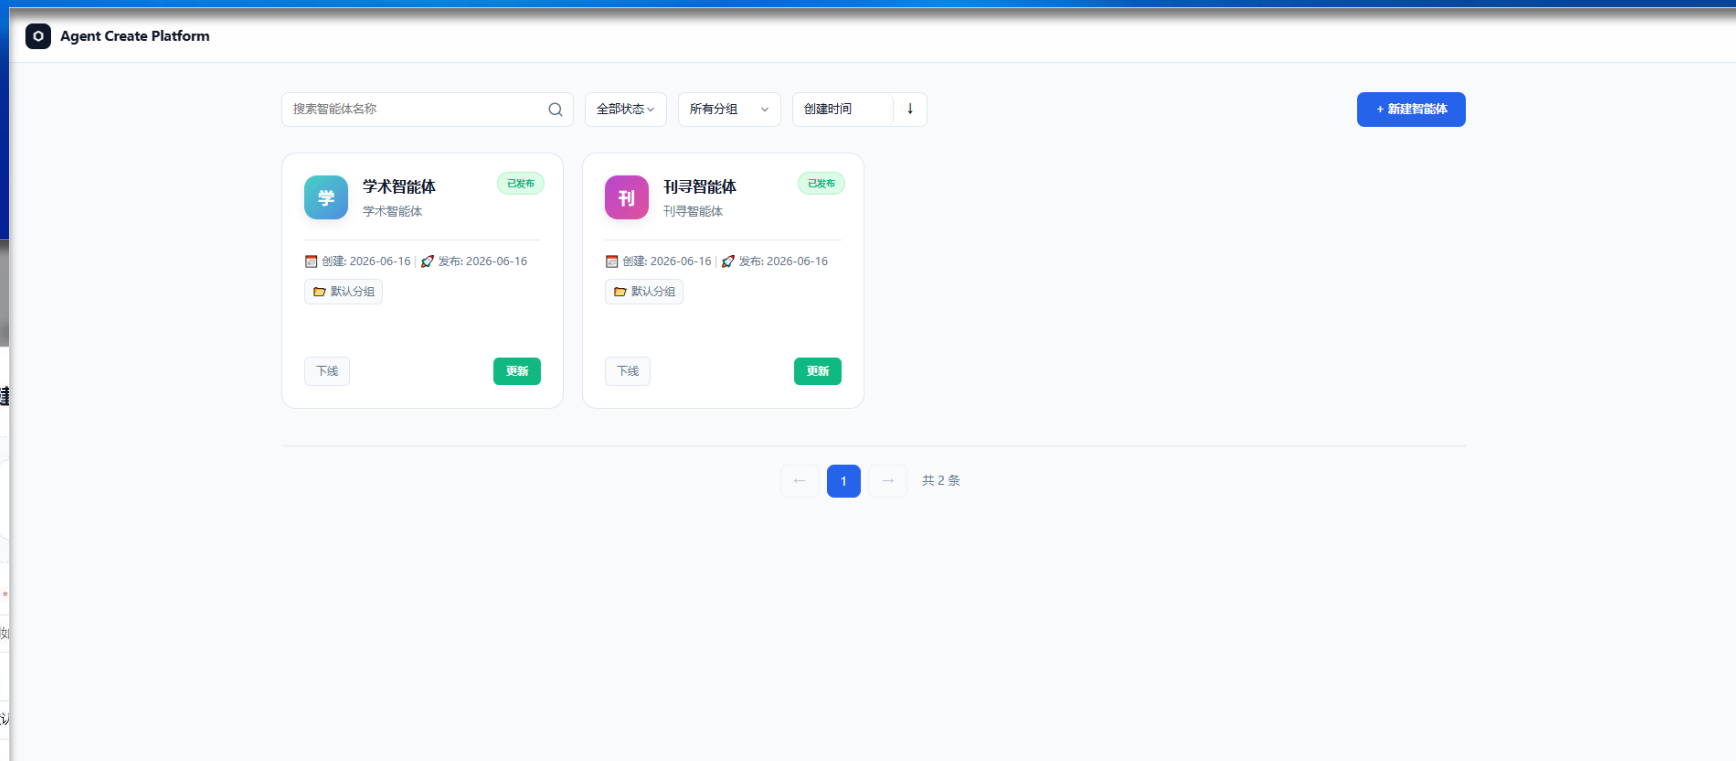 Agent Create Platform
搜索智能体名称
全部状态
所有分组
创建时间
↓
+ 新建智能体
学
学术智能体
已发布
学术智能体
创建: 2026-06-16 | 发布: 2026-06-16
默认分组
下线
更新
刊
刊寻智能体
已发布
刊寻智能体
创建: 2026-06-16 | 发布: 2026-06-16
默认分组
下线
更新
← 1 → 共 2 条
*